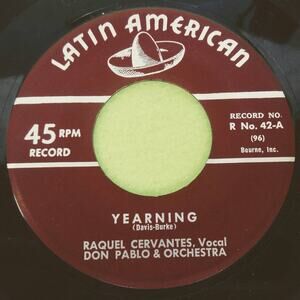 LATIN AMERICAN
45 RPM
RECORD
RECORD NO.
R No. 42-A
(96)
Bourne, Inc.
YEARNING
(Davis-Burke)
RAQUEL CERVANTES, Vocal
DON PABLO & ORCHESTRA